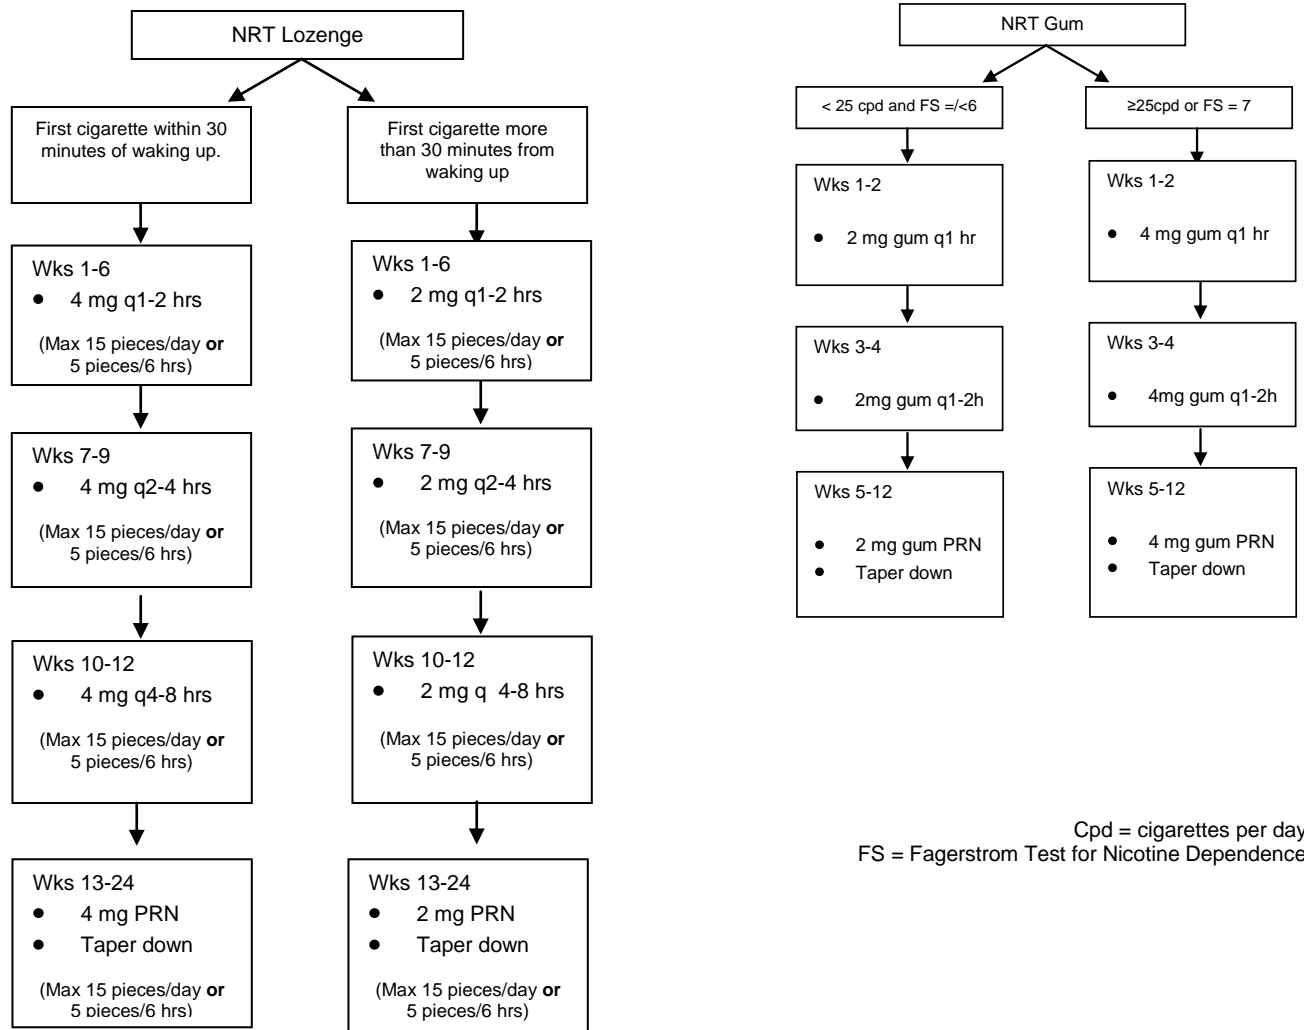 NRT Lozenge
First cigarette within 30
minutes of waking up.
First cigarette more
than 30 minutes from
waking up
Wks 1-6
● 4 mg q1-2 hrs
(Max 15 pieces/day or
5 pieces/6 hrs)
Wks 1-6
● 2 mg q1-2 hrs
(Max 15 pieces/day or
5 pieces/6 hrs)
Wks 7-9
● 4 mg q2-4 hrs
(Max 15 pieces/day or
5 pieces/6 hrs)
Wks 7-9
● 2 mg q2-4 hrs
(Max 15 pieces/day or
5 pieces/6 hrs)
Wks 10-12
● 4 mg q4-8 hrs
(Max 15 pieces/day or
5 pieces/6 hrs)
Wks 10-12
● 2 mg q 4-8 hrs
(Max 15 pieces/day or
5 pieces/6 hrs)
Wks 13-24
● 4 mg PRN
● Taper down
(Max 15 pieces/day or
5 pieces/6 hrs)
Wks 13-24
● 2 mg PRN
● Taper down
(Max 15 pieces/day or
5 pieces/6 hrs)
NRT Gum
< 25 cpd and FS =/<6
≥25cpd or FS = 7
Wks 1-2
● 2 mg gum q1 hr
Wks 1-2
● 4 mg gum q1 hr
Wks 3-4
● 2mg gum q1-2h
Wks 3-4
● 4mg gum q1-2h
Wks 5-12
● 2 mg gum PRN
● Taper down
Wks 5-12
● 4 mg gum PRN
● Taper down
Cpd = cigarettes per day
FS = Fagerstrom Test for Nicotine Dependence